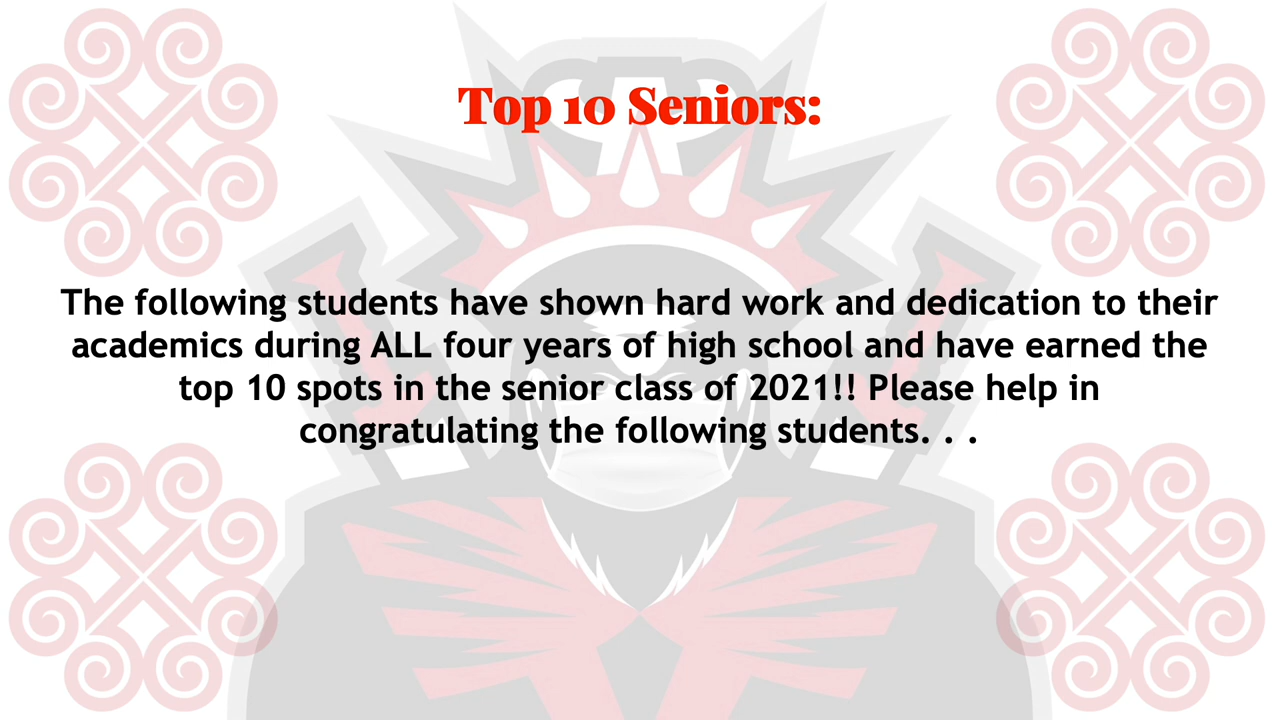 Top 10 Seniors:
The following students have shown hard work and dedication to their
academics during ALL four years of high school and have earned the
top 10 spots in the senior class of 2021!! Please help in
congratulating the following students. . .